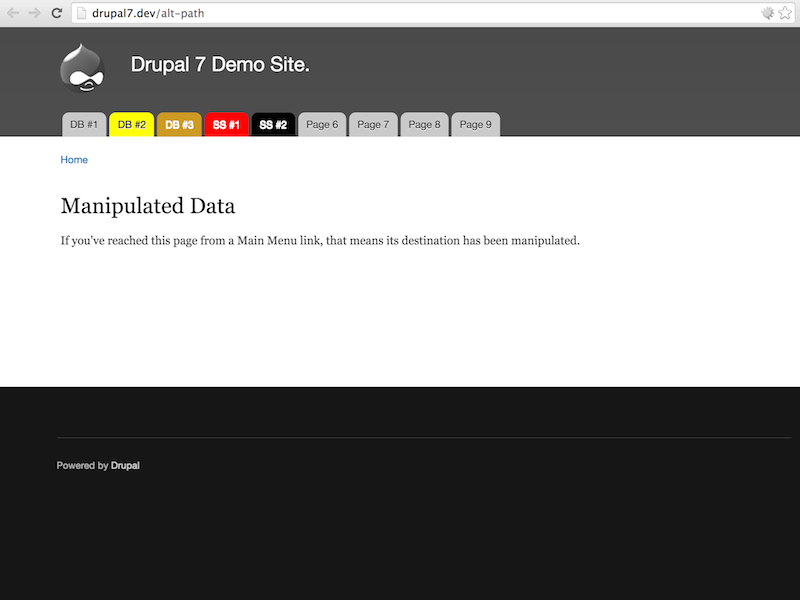 drupal7.dev/alt-path
Drupal 7 Demo Site.
DB #1 DB #2 DB #3 SS #1 SS #2 Page 6 Page 7 Page 8 Page 9
Home
Manipulated Data
If you've reached this page from a Main Menu link, that means its destination has been manipulated.
Powered by Drupal